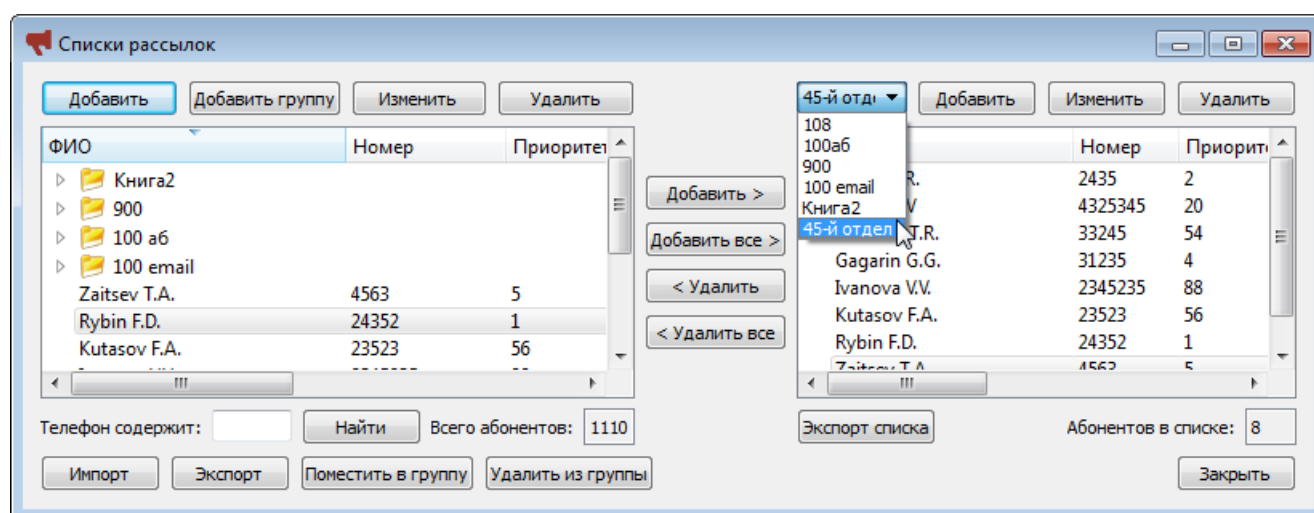 Списки рассылок
Добавить Добавить группу Изменить Удалить
ФИО Номер Приоритет
Книга2
900
100 аб
100 email
Zaitsev T.A. 4563 5
Rybin F.D. 24352 1
Kutasov F.A. 23523 56
Телефон содержит: Найти Всего абонентов: 1110
Импорт Экспорт Поместить в группу Удалить из группы
Добавить >
Добавить все >
< Удалить
< Удалить все
45-й отд Добавить Изменить Удалить
108
100аб
900
100 email
Книга2
45-й отдел
Номер Приорит
R. 2435 2
V 4325345 20
T.R. 33245 54
Gagarin G.G. 31235 4
Ivanova V.V. 2345235 88
Kutasov F.A. 23523 56
Rybin F.D. 24352 1
Zaitsev T.A. 4563 5
Экспорт списка Абонентов в списке: 8
Закрыть